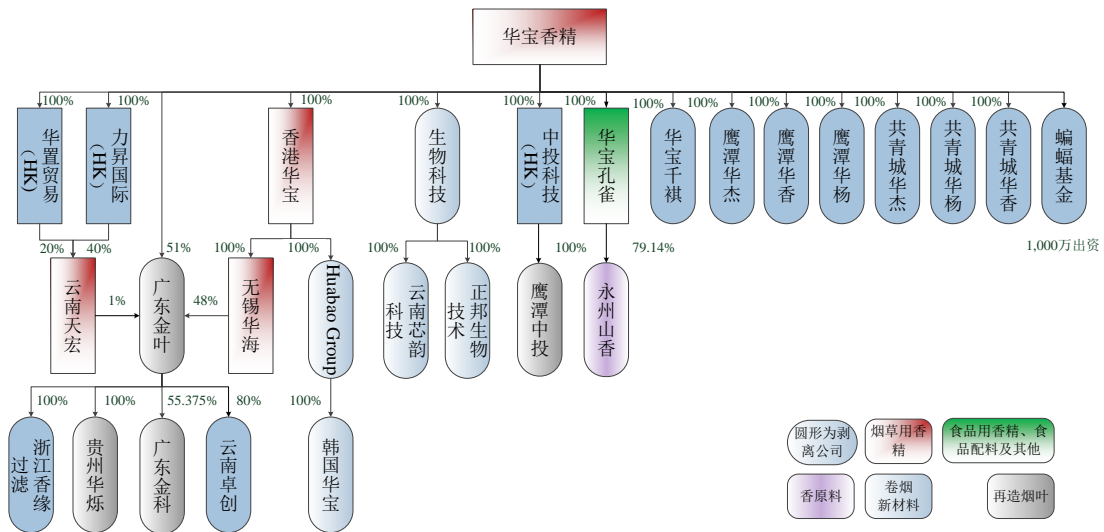 华宝香精
100%
100%
100%
100%
100%
100%
100%
100%
100%
100%
100%
100%
100%
华置贸易
（HK）
力昇国际
（HK）
香港华宝
生物科技
中投科技
（HK）
华宝孔雀
华宝千祺
鹰潭华杰
鹰潭华香
鹰潭华杨
共青城华杰
共青城华杨
共青城华香
蝙蝠基金
20%
40%
51%
100%
100%
100%
100%
100%
79.14%
1,000万出资
云南天宏
1%
广东金叶
48%
无锡华海
Huabao Group
云南芯韵
科技
正邦生物
技术
鹰潭中投
永州山香
100%
100%
55.375%
80%
100%
浙江香缘
过滤
贵州华烁
广东金科
云南卓创
韩国华宝
圆形为剥
离公司
烟草用香
精
食品用香精、食
品配料及其他
香原料
卷烟
新材料
再造烟叶